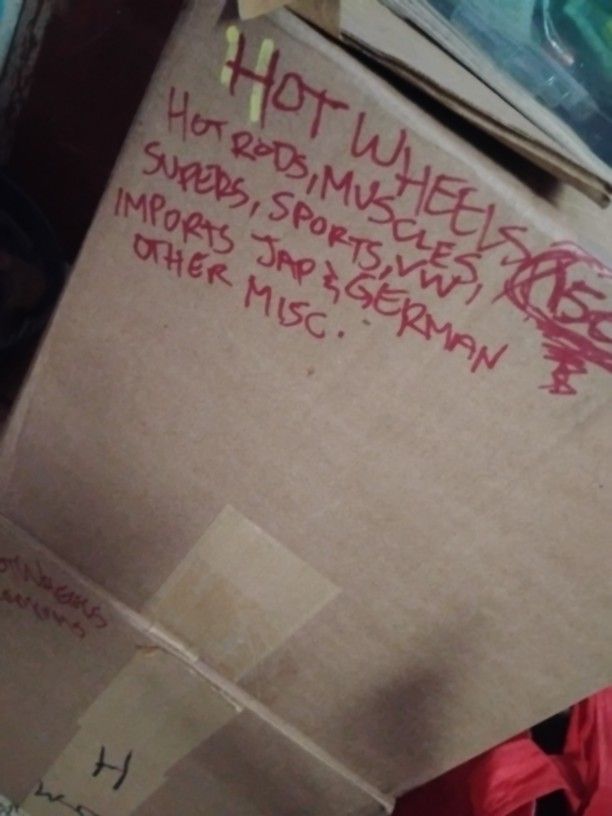 HOT WHEELS
HOT RODS, MUSCLES,
SUPERS, SPORTS, VW,
IMPORTS JAP & GERMAN
OTHER MISC.
H